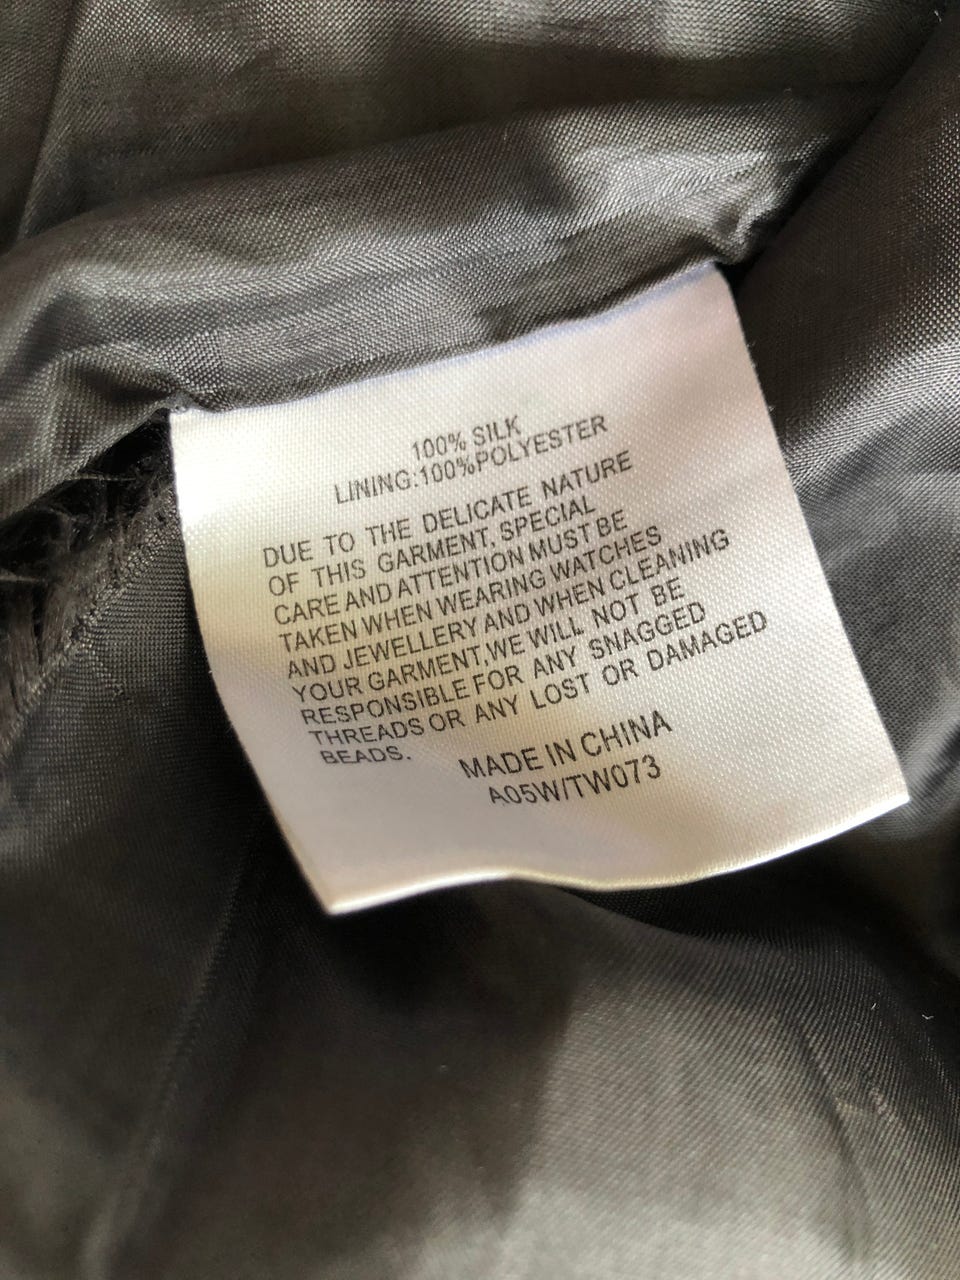 100% SILK
LINING:100%POLYESTER
DUE TO THE DELICATE NATURE
OF THIS GARMENT, SPECIAL
CARE AND ATTENTION MUST BE
TAKEN WHEN WEARING WATCHES
AND JEWELLERY AND WHEN CLEANING
YOUR GARMENT,WE WILL NOT BE
RESPONSIBLE FOR ANY SNAGGED
THREADS OR ANY LOST OR DAMAGED
BEADS.
MADE IN CHINA
A05W/TW073